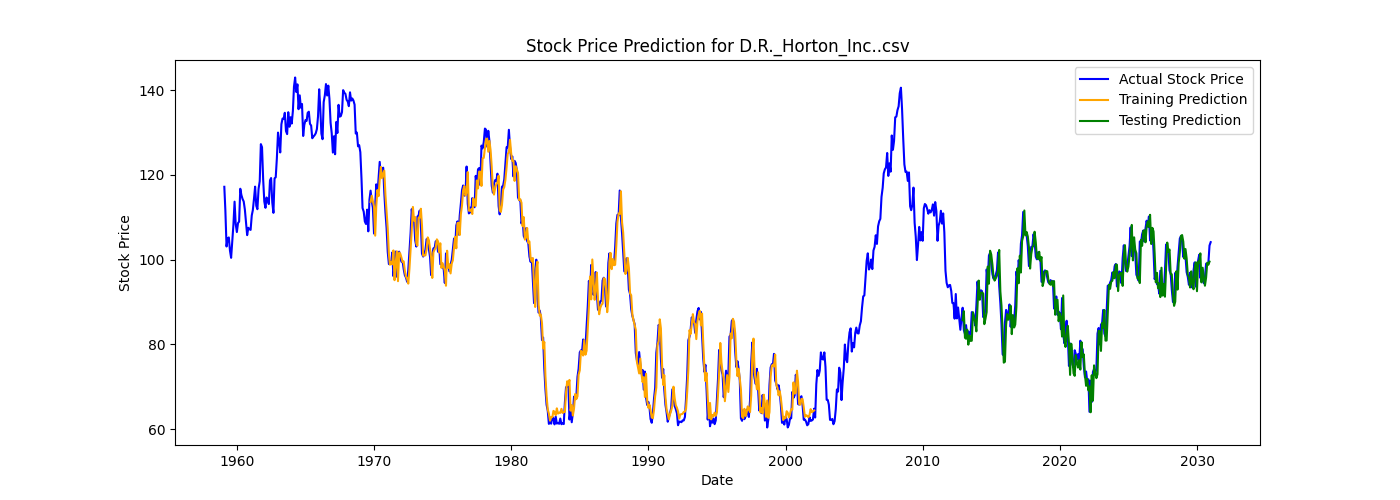 Stock Price Prediction for D.R._Horton_Inc..csv
Actual Stock Price
Training Prediction
Testing Prediction
Stock Price
140
120
100
80
60
1960 1970 1980 1990 2000 2010 2020 2030
Date